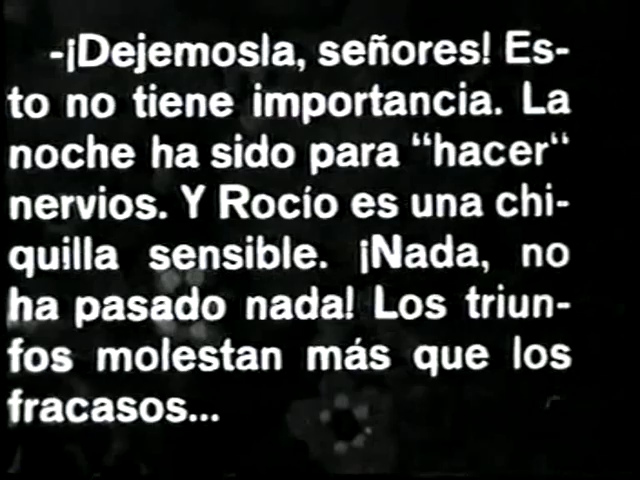 -¡Dejemosla, señores! Es-
to no tiene importancia. La
noche ha sido para “hacer“
nervios. Y Rocío es una chi-
quilla sensible. ¡Nada, no
ha pasado nada! Los triun-
fos molestan más que los
fracasos...